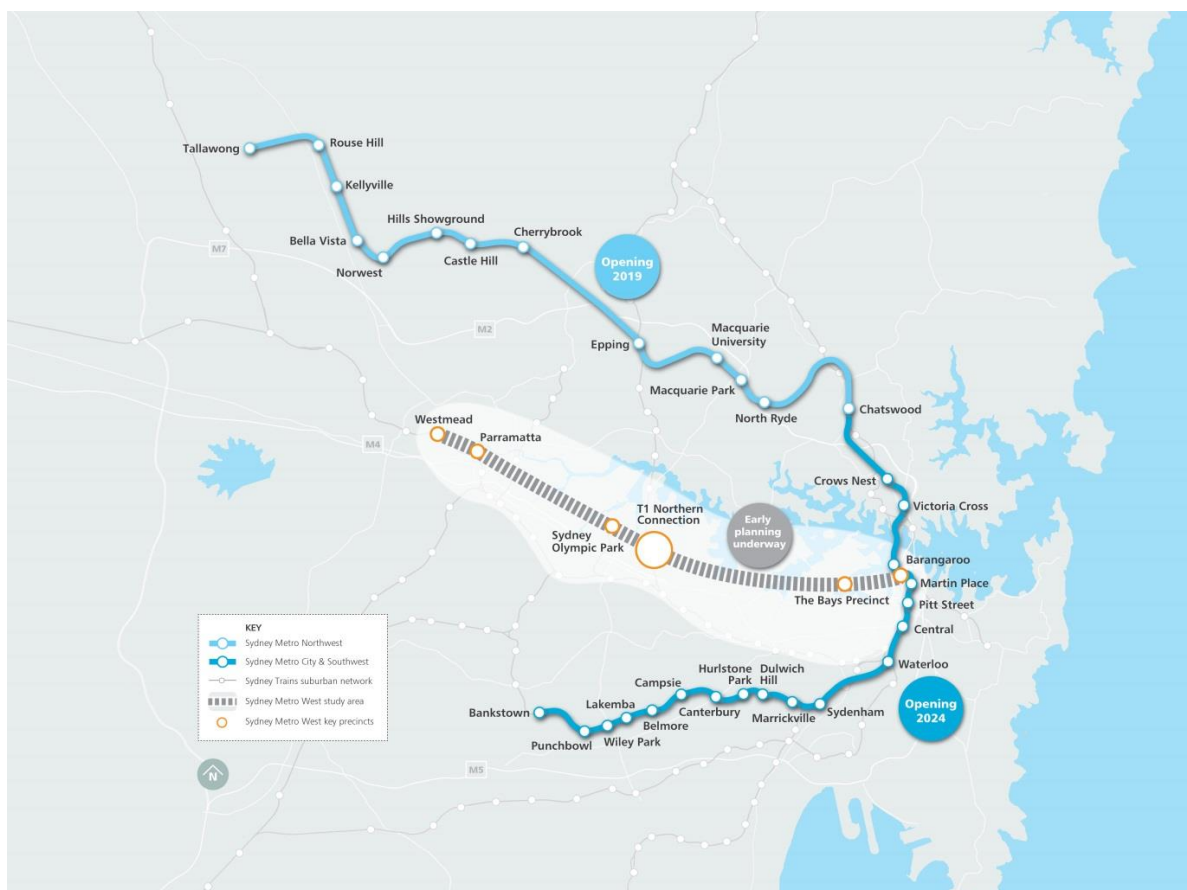 Tallawong
Rouse Hill
Kellyville
Bella Vista
Norwest
Hills Showground
Castle Hill
Cherrybrook
Opening
2019
M7
M2
Epping
Macquarie
University
Macquarie Park
North Ryde
Chatswood
Westmead
Parramatta
M4
Crows Nest
Victoria Cross
T1 Northern
Connection
Sydney
Olympic Park
Early
planning
underway
Barangaroo
Martin Place
The Bays Precinct
Pitt Street
Central
Waterloo
KEY
Sydney Metro Northwest
Sydney Metro City & Southwest
Sydney Trains suburban network
Sydney Metro West study area
Sydney Metro West key precincts
Bankstown
Punchbowl
Lakemba
Wiley Park
Campsie
Belmore
Canterbury
Hurlstone
Park
Dulwich
Hill
Marrickville
Sydenham
Opening
2024
M5
N